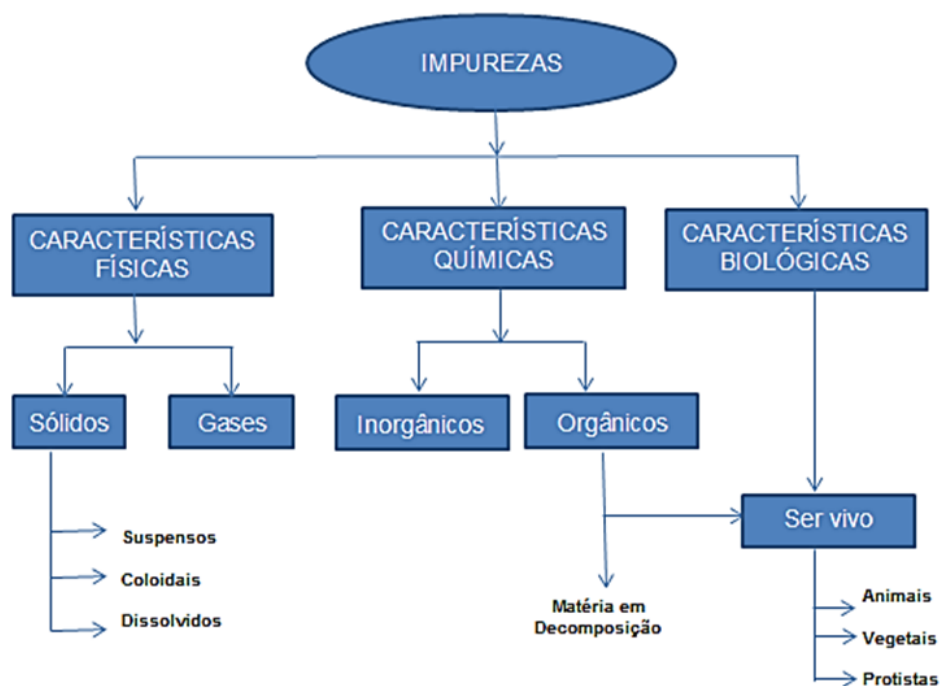 IMPUREZAS
CARACTERÍSTICAS
FÍSICAS
CARACTERÍSTICAS
QUÍMICAS
CARACTERÍSTICAS
BIOLÓGICAS
Sólidos
Gases
Inorgânicos
Orgânicos
Suspensos
Coloidais
Dissolvidos
Matéria em
Decomposição
Ser vivo
Animais
Vegetais
Protistas